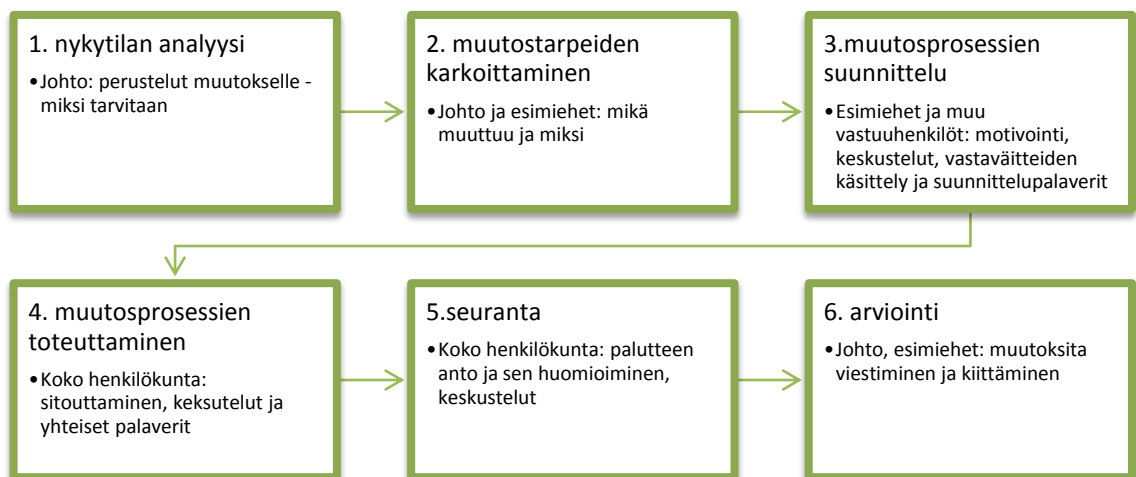 1. nykytilan analyysi
•Johto: perustelut muutokselle -
miksi tarvitaan
2. muutostarpeiden
karkoittaminen
•Johto ja esimiehet: mikä
muuttuu ja miksi
3.muutosprosessien
suunnittelu
•Esimiehet ja muu
vastuuhenkilöt: motivointi,
keskustelut, vastaväitteiden
käsittely ja suunnittelupalaverit
4. muutosprosessien
toteuttaminen
•Koko henkilökunta:
sitouttaminen, keksutelut ja
yhteiset palaverit
5.seuranta
•Koko henkilökunta: palutteen
anto ja sen huomioiminen,
keskustelut
6. arviointi
•Johto, esimiehet: muutoksita
viestiminen ja kiittäminen